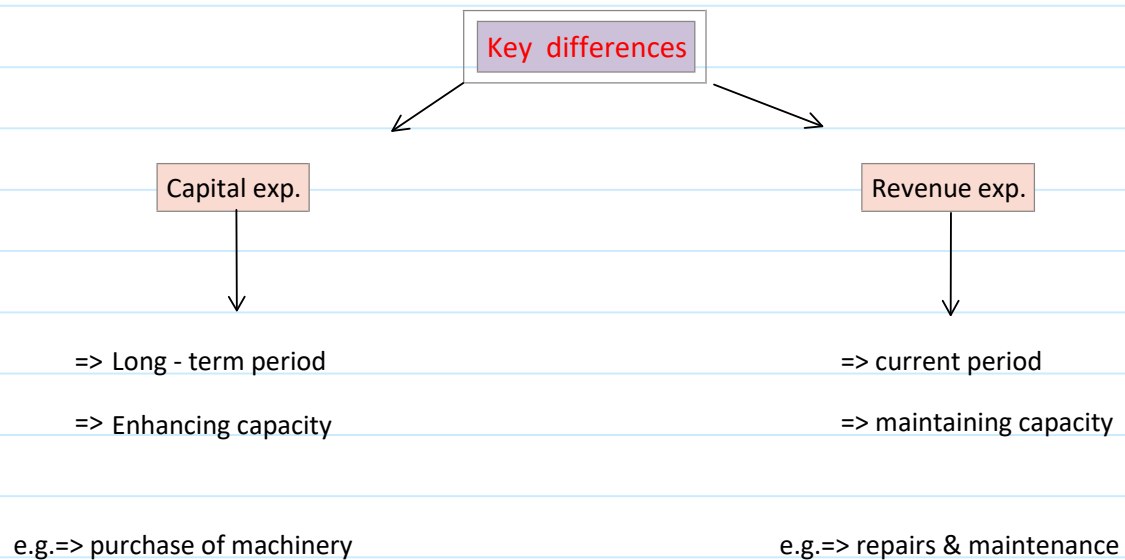 Key differences
Capital exp.
Revenue exp.
=> Long - term period
=> current period
=> Enhancing capacity
=> maintaining capacity
e.g.=> purchase of machinery
e.g.=> repairs & maintenance